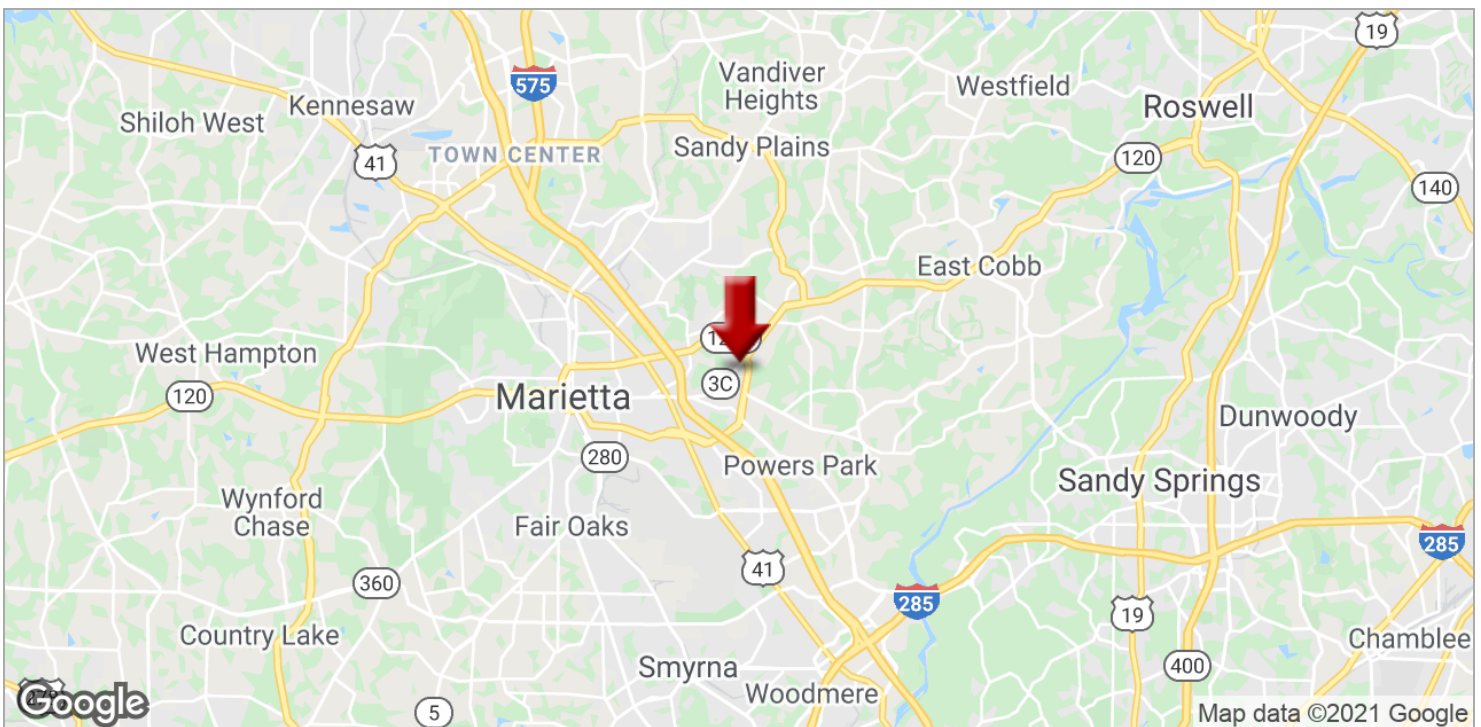 19
Vandiver
Heights
Westfield
575
Kennesaw
Roswell
Shiloh West
Sandy Plains
TOWN CENTER
41
120
140
East Cobb
West Hampton
3C
120
Marietta
Dunwoody
280
Powers Park
Sandy Springs
Wynford
Chase
Fair Oaks
285
41
360
285
19
Country Lake
Chamblee
Smyrna
400
Woodmere
Google
5
Map data ©2021 Google